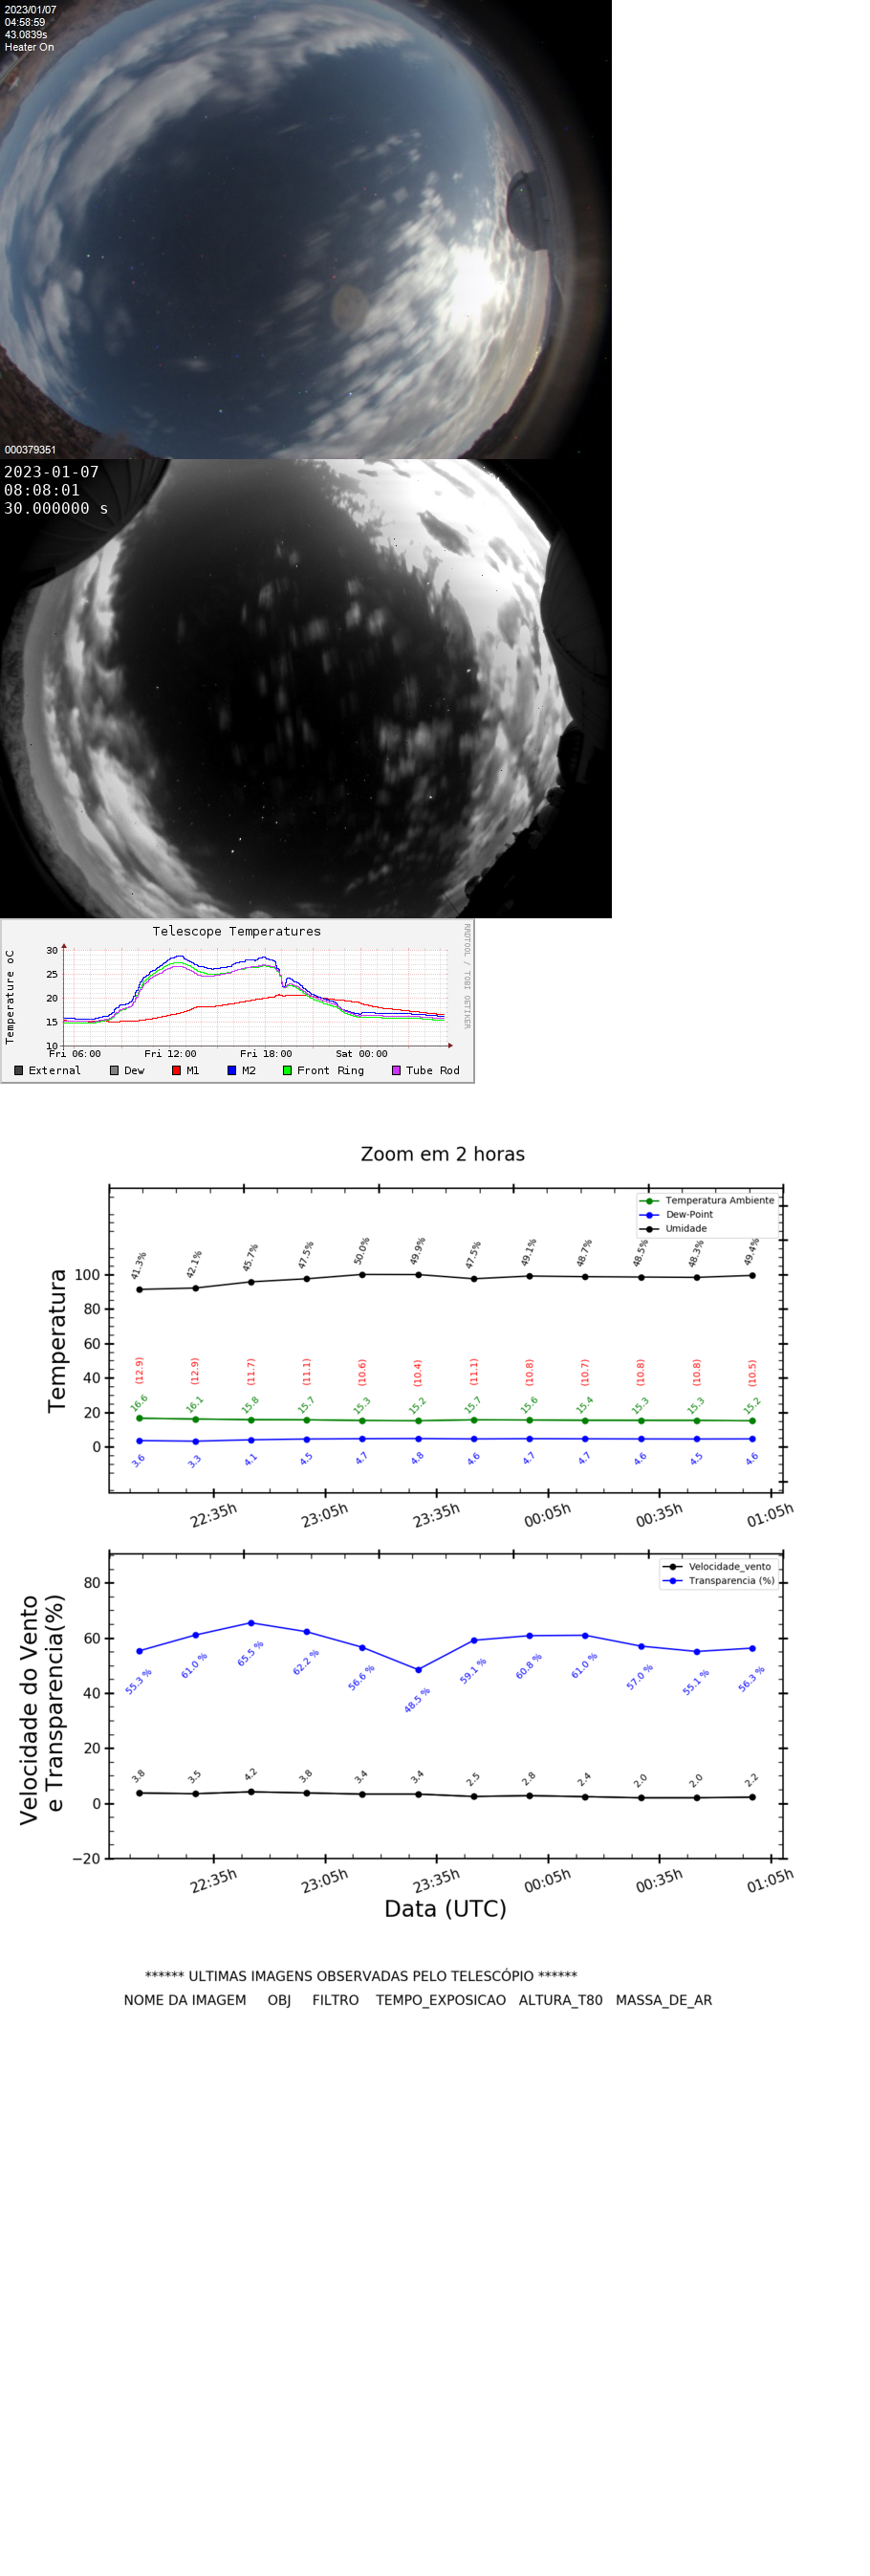 2023/01/07
04:58:59
43.0839s
Heater On
000379351
2023-01-07
08:08:01
30.000000 s
Telescope Temperatures
RRDTOOL / TOBI OETIKER
Temperature oC
30
25
20
15
10
Fri 06:00 Fri 12:00 Fri 18:00 Sat 00:00
External Dew M1 M2 Front Ring Tube Rod
Zoom em 2 horas
Temperatura Ambiente
Dew-Point
Umidade
Temperatura
100
80
60
40
20
0
41.3% 42.1% 45.7% 47.5% 50.0% 49.9% 47.5% 49.1% 48.7% 48.5% 48.3% 49.4%
(12.9) (12.9) (11.7) (11.1) (10.6) (10.4) (11.1) (10.8) (10.7) (10.8) (10.8) (10.5)
16.6 16.1 15.8 15.7 15.3 15.2 15.7 15.6 15.4 15.3 15.3 15.2
3.6 3.3 4.1 4.5 4.7 4.8 4.6 4.7 4.7 4.6 4.5 4.6
22:35h 23:05h 23:35h 00:05h 00:35h 01:05h
Velocidade_vento
Transparencia (%)
Velocidade do Vento
e Transparencia(%)
80
60
40
20
0
−20
55.3 % 61.0 % 65.5 % 62.2 % 56.6 % 48.5 % 59.1 % 60.8 % 61.0 % 57.0 % 55.1 % 56.3 %
3.8 3.5 4.2 3.8 3.4 3.4 2.5 2.8 2.4 2.0 2.0 2.2
22:35h 23:05h 23:35h 00:05h 00:35h 01:05h
Data (UTC)
****** ULTIMAS IMAGENS OBSERVADAS PELO TELESCÓPIO ******
NOME DA IMAGEM OBJ FILTRO TEMPO_EXPOSICAO ALTURA_T80 MASSA_DE_AR